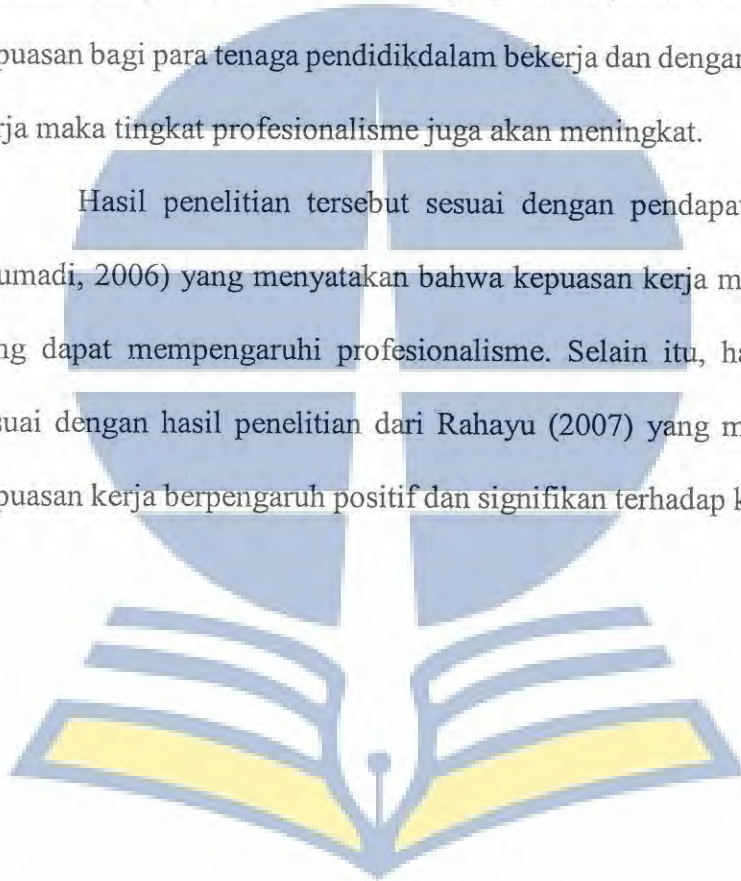 puasan bagi para tenaga pendidikdalam bekerja dan dengan
rja maka tingkat profesionalisme juga akan meningkat.
Hasil penelitian tersebut sesuai dengan pendapat
umadi, 2006) yang menyatakan bahwa kepuasan kerja m
ng dapat mempengaruhi profesionalisme. Selain itu, ha
suai dengan hasil penelitian dari Rahayu (2007) yang m
puasan kerja berpengaruh positif dan signifikan terhadap k